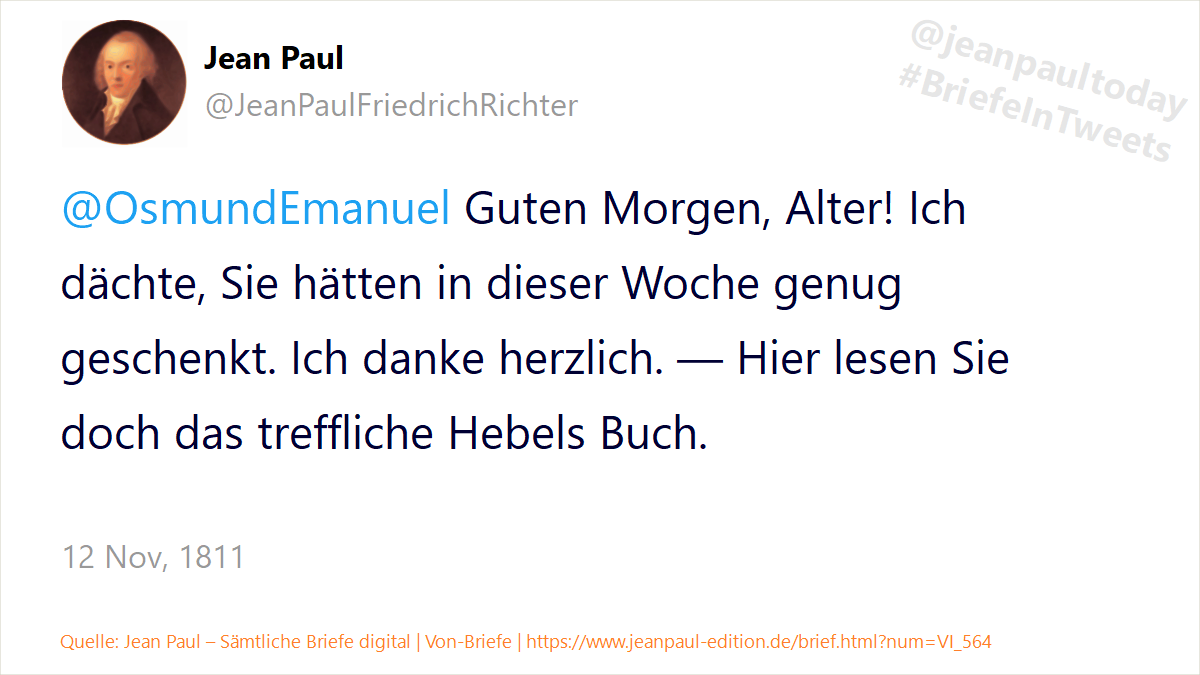 Jean Paul
@JeanPaulFriedrichRichter
@jeanpaultoday
#BriefeInTweets
@OsmundEmanuel Guten Morgen, Alter! Ich
dächte, Sie hätten in dieser Woche genug
geschenkt. Ich danke herzlich. — Hier lesen Sie
doch das treffliche Hebels Buch.
12 Nov, 1811
Quelle: Jean Paul – Sämtliche Briefe digital | Von-Briefe | https://www.jeanpaul-edition.de/brief.html?num=VI_564